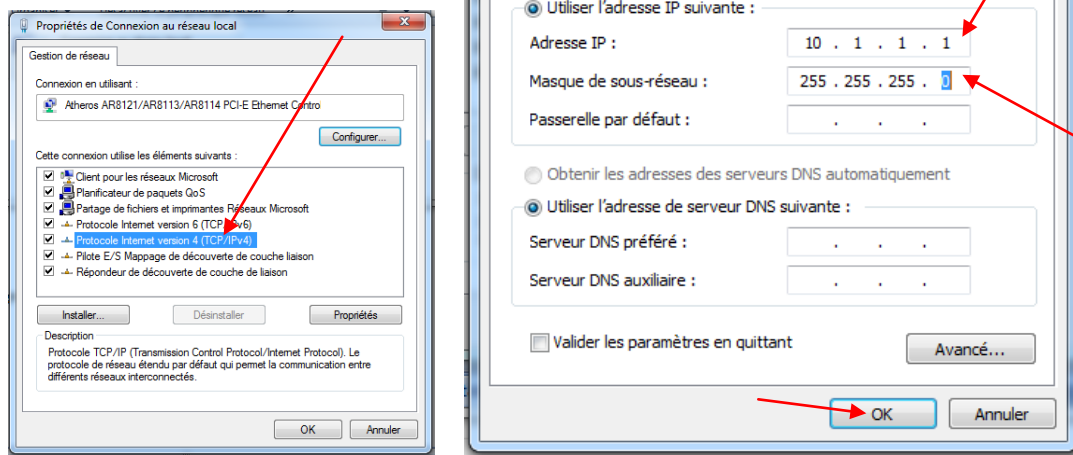 Propriétés de Connexion au réseau local
Gestion de réseau
Connexion en utilisant :
Atheros AR8121/AR8113/AR8114 PCI-E Ethernet Contro
Configurer...
Cette connexion utilise les éléments suivants :
Client pour les réseaux Microsoft
Planificateur de paquets QoS
Partage de fichiers et imprimantes Réseaux Microsoft
Protocole Internet version 6 (TCP/IPv6)
Protocole Internet version 4 (TCP/IPv4)
Pilote E/S Mappage de découverte de couche liaison
Répondeur de découverte de couche de liaison
Installer... Désinstaller Propriétés
Description
Protocole TCP/IP (Transmission Control Protocol/Internet Protocol). Le
protocole de réseau étendu par défaut qui permet la communication entre
différents réseaux interconnectés.
OK Annuler
Utiliser l'adresse IP suivante :
Adresse IP : 10 . 1 . 1 . 1
Masque de sous-réseau : 255 . 255 . 255 . 0
Passerelle par défaut : . . .
Obtenir les adresses des serveurs DNS automatiquement
Utiliser l'adresse de serveur DNS suivante :
Serveur DNS préféré : . . .
Serveur DNS auxiliaire : . . .
Valider les paramètres en quittant
Avancé...
OK Annuler